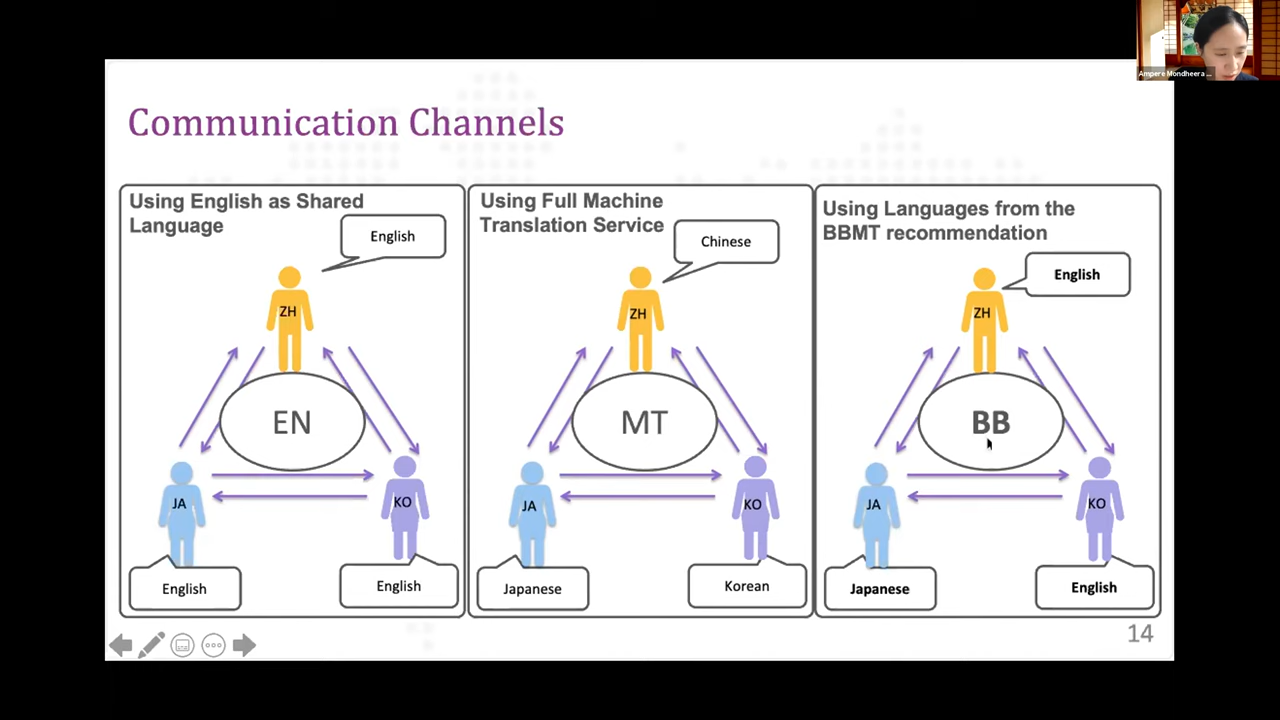 Ampere Mondheera ...
Communication Channels
Using English as Shared
Language
English
ZH
EN
JA
KO
English
English
Using Full Machine
Translation Service
Chinese
ZH
MT
JA
KO
Japanese
Korean
Using Languages from the
BBMT recommendation
English
ZH
BB
JA
KO
Japanese
English
14